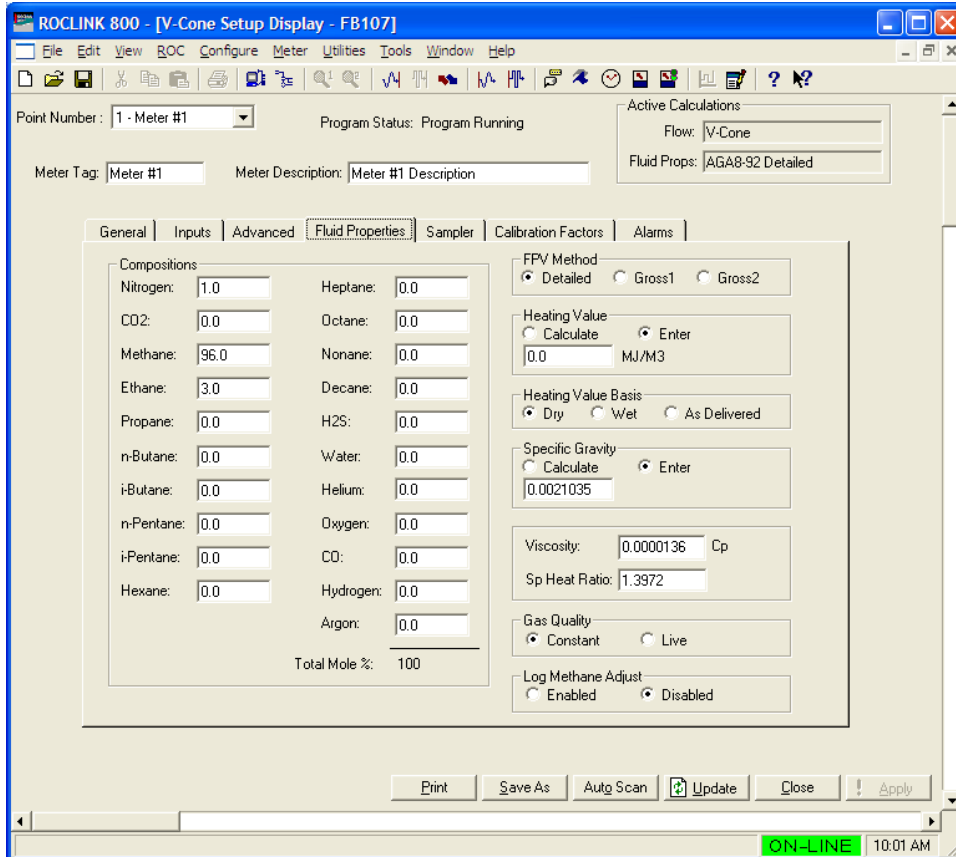 ROCLINK 800 - [V-Cone Setup Display - FB107]
File Edit View ROC Configure Meter Utilities Tools Window Help
Point Number : 1 - Meter #1
Program Status: Program Running
Active Calculations
Flow: V-Cone
Fluid Props: AGA8-92 Detailed
Meter Tag: Meter #1
Meter Description: Meter #1 Description
General Inputs Advanced Fluid Properties Sampler Calibration Factors Alarms
Compositions
Nitrogen: 1.0
CO2: 0.0
Methane: 96.0
Ethane: 3.0
Propane: 0.0
n-Butane: 0.0
i-Butane: 0.0
n-Pentane: 0.0
i-Pentane: 0.0
Hexane: 0.0
Heptane: 0.0
Octane: 0.0
Nonane: 0.0
Decane: 0.0
H2S: 0.0
Water: 0.0
Helium: 0.0
Oxygen: 0.0
CO: 0.0
Hydrogen: 0.0
Argon: 0.0
Total Mole %: 100
FPV Method
Detailed Gross1 Gross2
Heating Value
Calculate Enter
0.0 MJ/M3
Heating Value Basis
Dry Wet As Delivered
Specific Gravity
Calculate Enter
0.0021035
Viscosity: 0.0000136 Cp
Sp Heat Ratio: 1.3972
Gas Quality
Constant Live
Log Methane Adjust
Enabled Disabled
Print Save As Auto Scan Update Close ! Apply
ON-LINE 10:01 AM